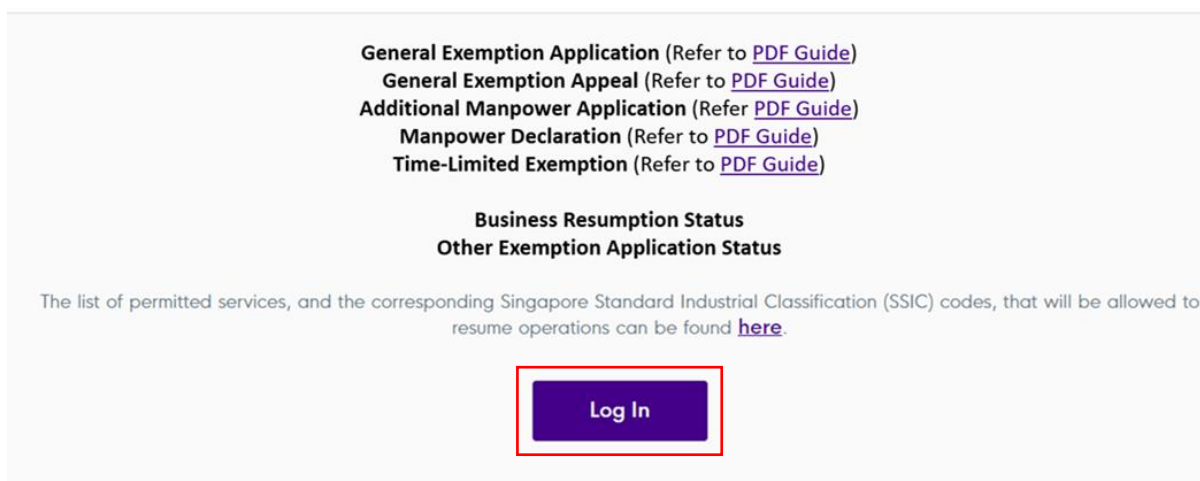 General Exemption Application (Refer to PDF Guide)
General Exemption Appeal (Refer to PDF Guide)
Additional Manpower Application (Refer PDF Guide)
Manpower Declaration (Refer to PDF Guide)
Time-Limited Exemption (Refer to PDF Guide)
Business Resumption Status
Other Exemption Application Status
The list of permitted services, and the corresponding Singapore Standard Industrial Classification (SSIC) codes, that will be allowed to
resume operations can be found here.
Log In